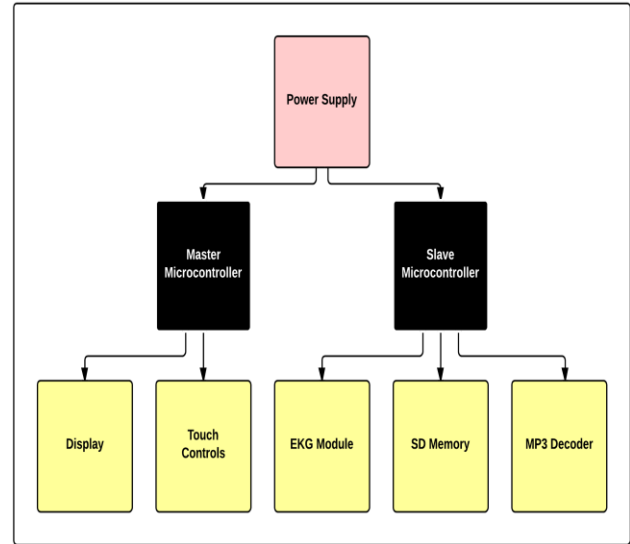 Power Supply
Master
Microcontroller
Slave
Microcontroller
Display
Touch
Controls
EKG Module
SD Memory
MP3 Decoder